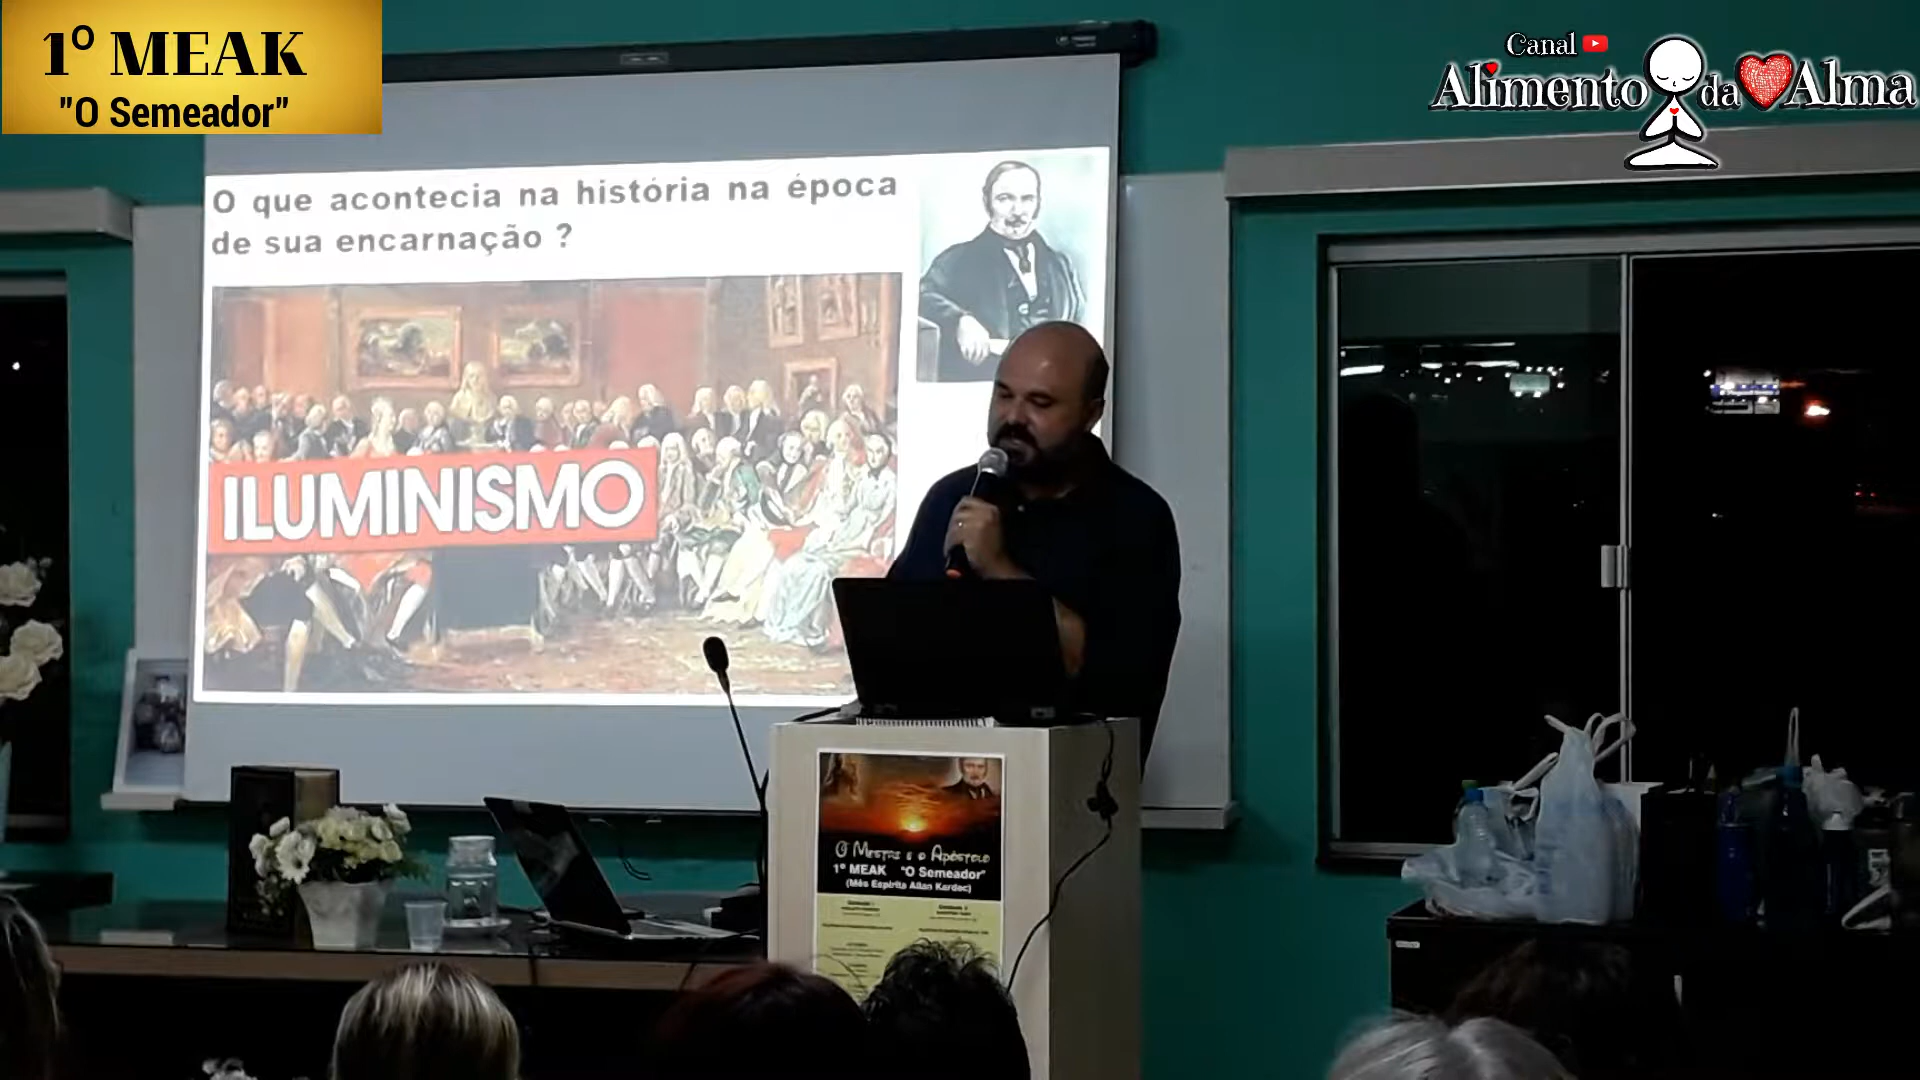 1º MEAK
"O Semeador"
Canal
Alimento da Alma
O que acontecia na história na época
de sua encarnação ?
ILUMINISMO
O Mestre e o Apóstolo
1º MEAK "O Semeador"
(Mês Espírita Allan Kardec)